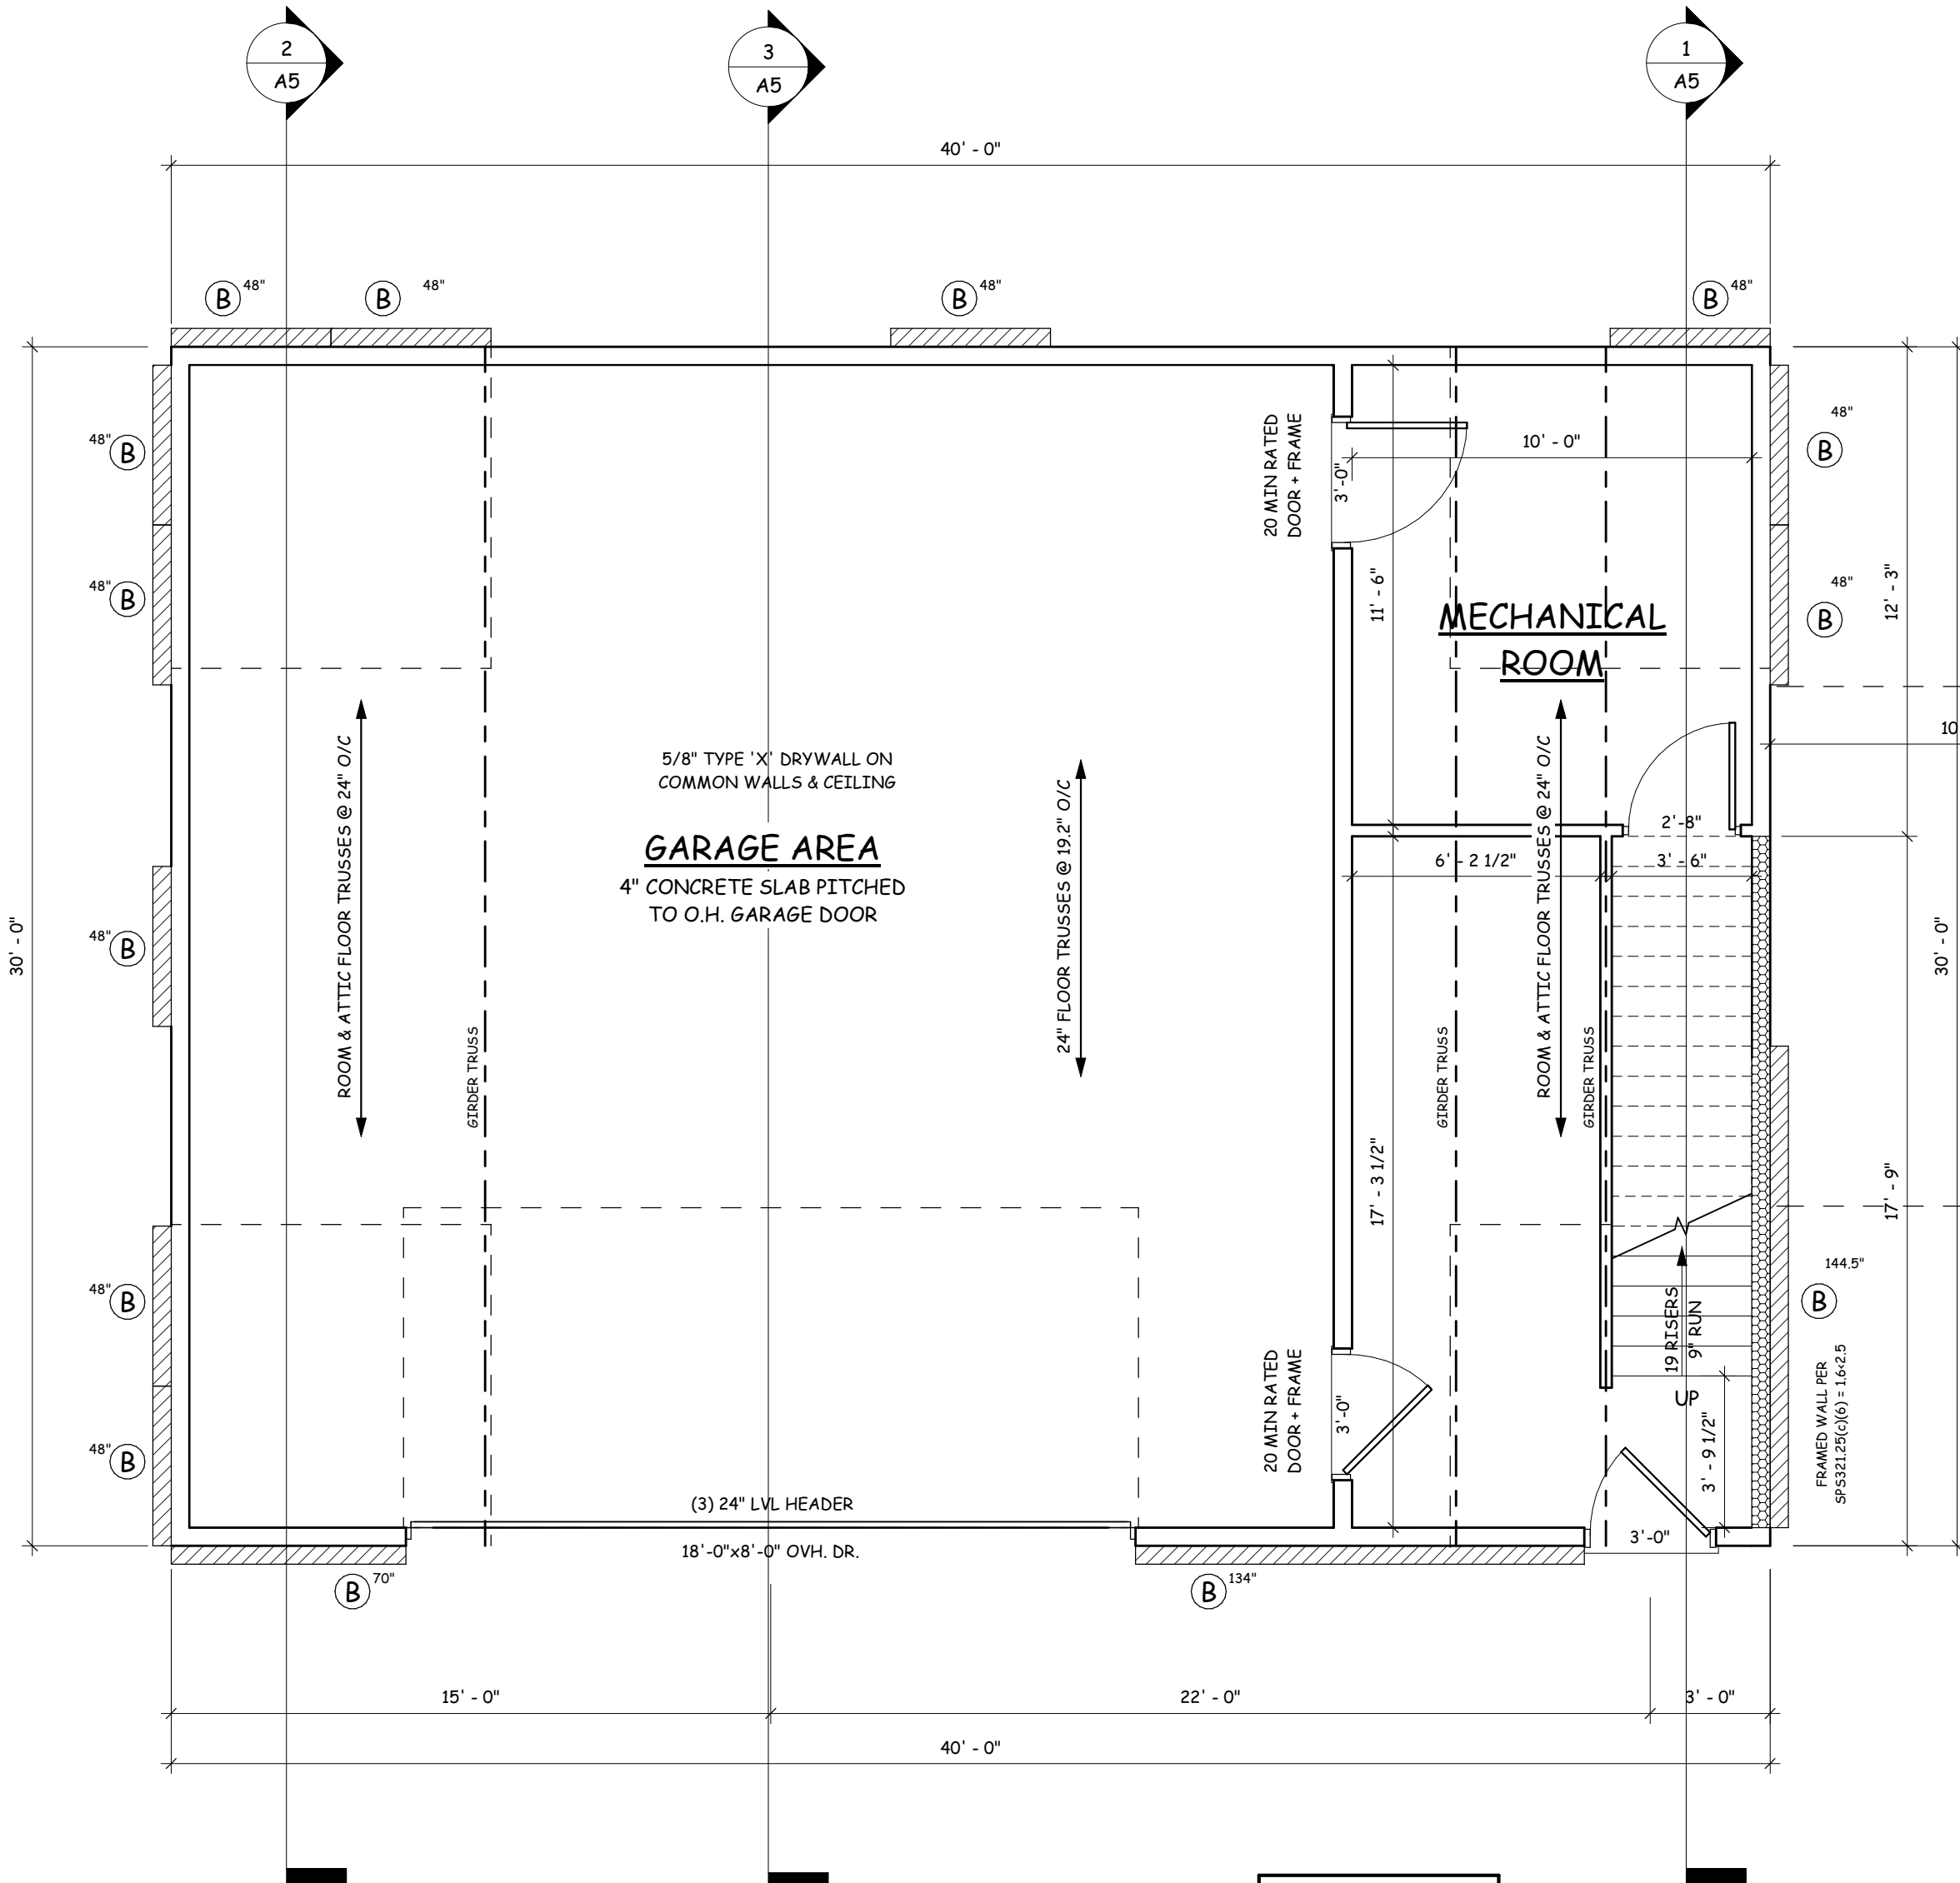 2
A5
3
A5
1
A5
40' - 0"
B 48"
B 48"
B 48"
B 48"
48" B
48" B
48" B
48" B
48" B
30' - 0"
20 MIN RATED
DOOR + FRAME
3'-0"
10' - 0"
11' - 6"
MECHANICAL
ROOM
48"
B
48"
B
12' - 3"
10
ROOM & ATTIC FLOOR TRUSSES @ 24" O/C
5/8" TYPE 'X' DRYWALL ON
COMMON WALLS & CEILING
GARAGE AREA
4" CONCRETE SLAB PITCHED
TO O.H. GARAGE DOOR
24" FLOOR TRUSSES @ 19.2" O/C
ROOM & ATTIC FLOOR TRUSSES @ 24" O/C
2'-8"
6' - 2 1/2"
3' - 6"
30' - 0"
GIRDER TRUSS
GIRDER TRUSS
GIRDER TRUSS
17' - 3 1/2"
17' - 9"
144.5"
B
FRAMED WALL PER
SPS321.25(c)(6) = 1.6<2.5
19 RISERS
9" RUN
UP
3' - 9 1/2"
20 MIN RATED
DOOR + FRAME
3'-0"
3'-0"
(3) 24" LVL HEADER
18'-0"x8'-0" OVH. DR.
B 70"
B 134"
15' - 0"
22' - 0"
3' - 0"
40' - 0"